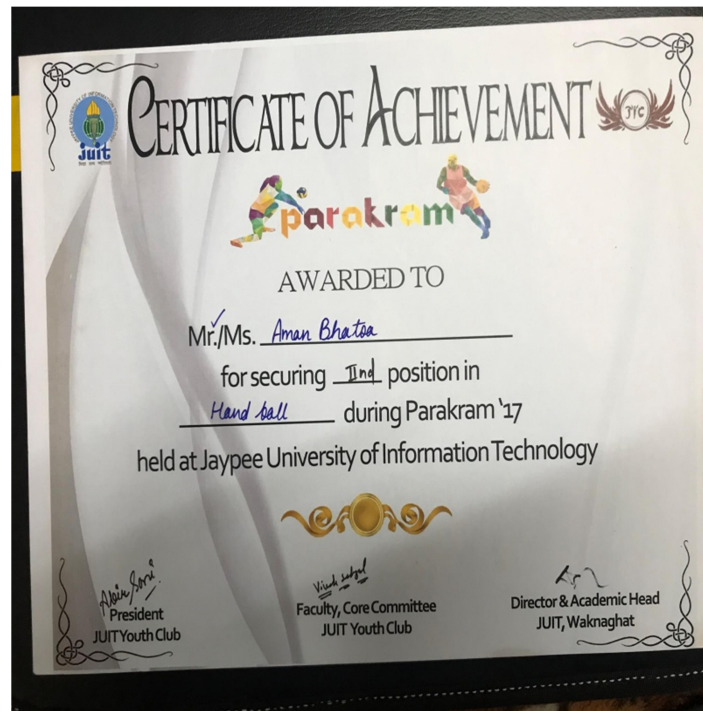 CERTIFICATE OF ACHIEVEMENT
juit
JYC
parakram
AWARDED TO
Mr./Ms. Aman Bhatoa
for securing IInd position in
Hand ball during Parakram '17
held at Jaypee University of Information Technology
President
JUIT Youth Club
Faculty, Core Committee
JUIT Youth Club
Director & Academic Head
JUIT, Waknaghat